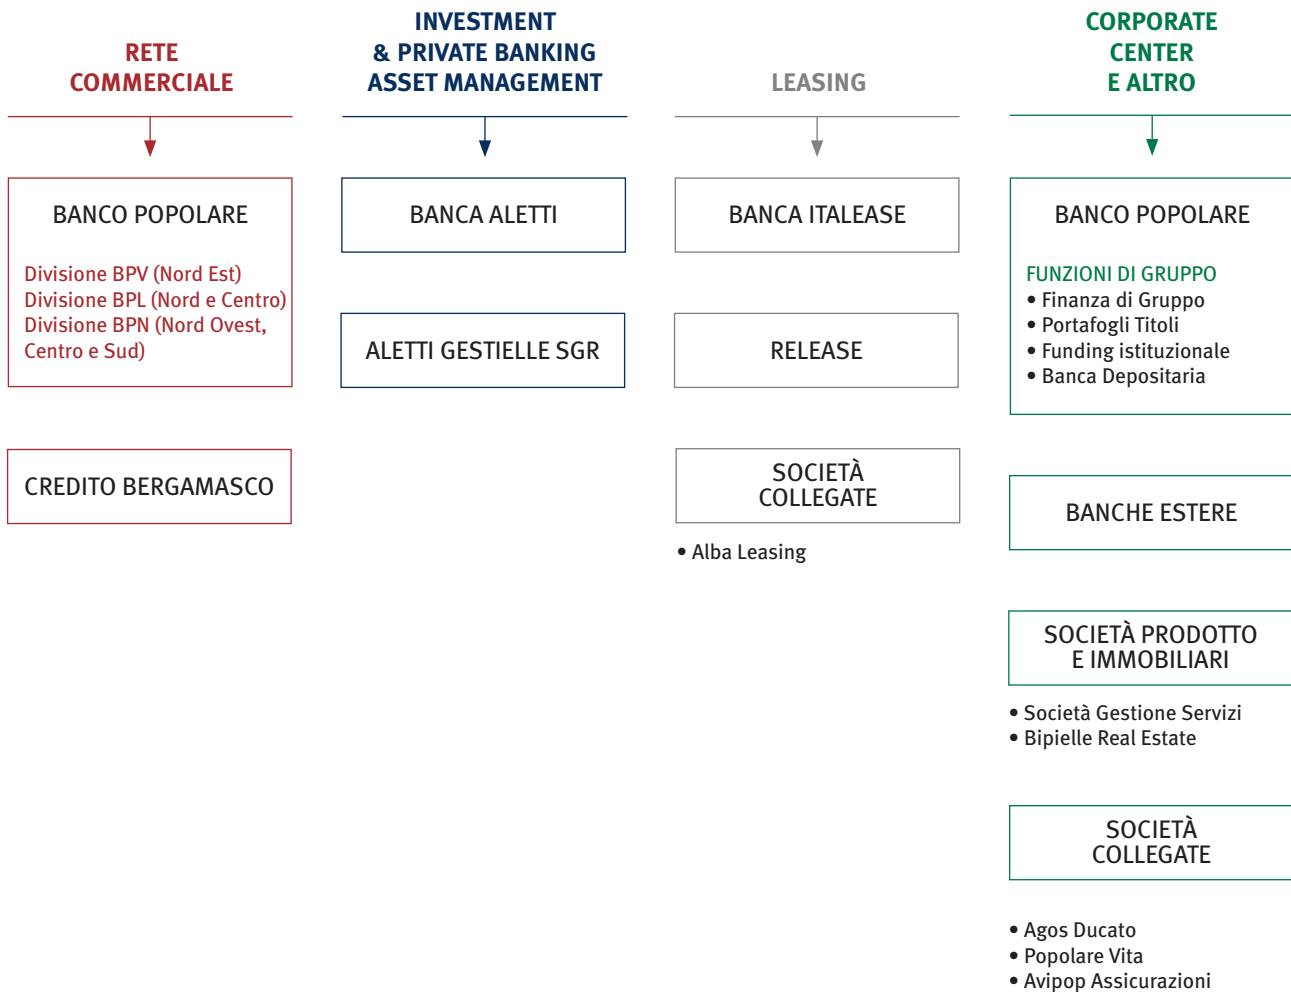 RETE
COMMERCIALE
BANCO POPOLARE
Divisione BPV (Nord Est)
Divisione BPL (Nord e Centro)
Divisione BPN (Nord Ovest,
Centro e Sud)
CREDITO BERGAMASCO
INVESTMENT
& PRIVATE BANKING
ASSET MANAGEMENT
BANCA ALETTI
ALETTI GESTIELLE SGR
LEASING
BANCA ITALEASE
RELEASE
SOCIETÀ
COLLEGATE
• Alba Leasing
CORPORATE
CENTER
E ALTRO
BANCO POPOLARE
FUNZIONI DI GRUPPO
• Finanza di Gruppo
• Portafogli Titoli
• Funding istituzionale
• Banca Depositaria
BANCHE ESTERE
SOCIETÀ PRODOTTO
E IMMOBILIARI
• Società Gestione Servizi
• Bipielle Real Estate
SOCIETÀ
COLLEGATE
• Agos Ducato
• Popolare Vita
• Avipop Assicurazioni